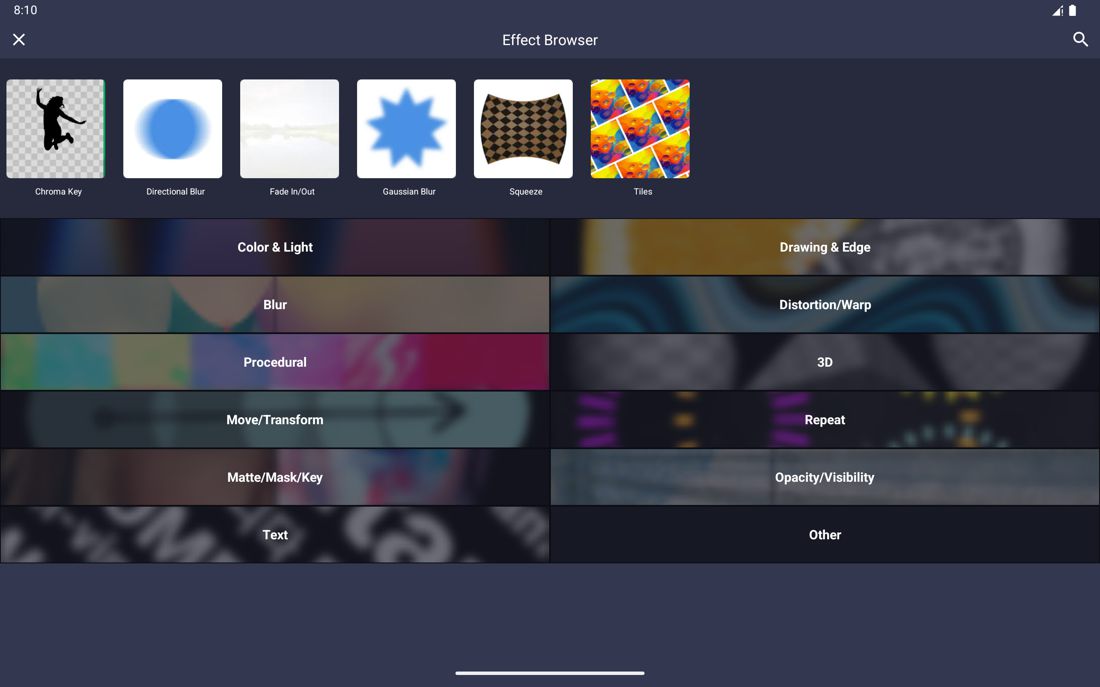 8:10
Effect Browser
Chroma Key
Directional Blur
Fade In/Out
Gaussian Blur
Squeeze
Tiles
Color & Light
Drawing & Edge
Blur
Distortion/Warp
Procedural
3D
Move/Transform
Repeat
Matte/Mask/Key
Opacity/Visibility
Text
Other